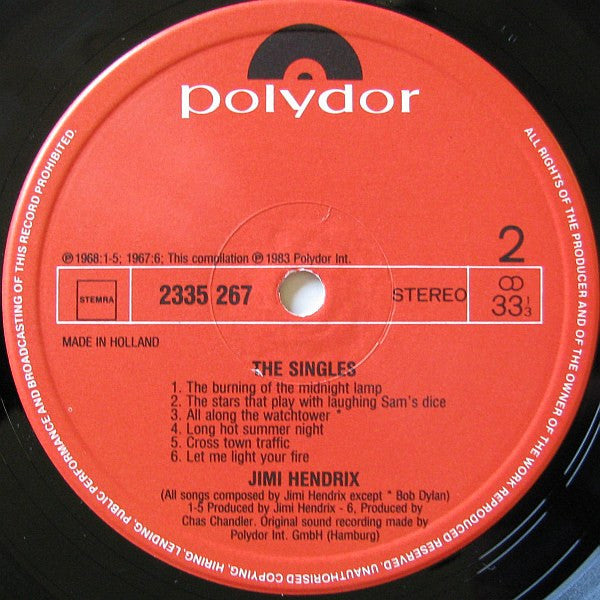 polydor
ALL RIGHTS OF THE PRODUCER AND OF THE OWNER OF THE WORK REPRODUCED RESERVED. UNAUTHORISED COPYING, HIRING, LENDING, PUBLIC PERFORMANCE AND BROADCASTING OF THIS RECORD PROHIBITED.
2
℗ 1968:1-5; 1967:6; This compilation ℗ 1983 Polydor Int.
STEMRA
2335 267
STEREO
33 1/3
MADE IN HOLLAND
THE SINGLES
1. The burning of the midnight lamp
2. The stars that play with laughing Sam's dice
3. All along the watchtower *
4. Long hot summer night
5. Cross town traffic
6. Let me light your fire
JIMI HENDRIX
(All songs composed by Jimi Hendrix except * Bob Dylan)
1-5 Produced by Jimi Hendrix - 6, Produced by
Chas Chandler. Original sound recording made by
Polydor Int. GmbH (Hamburg)